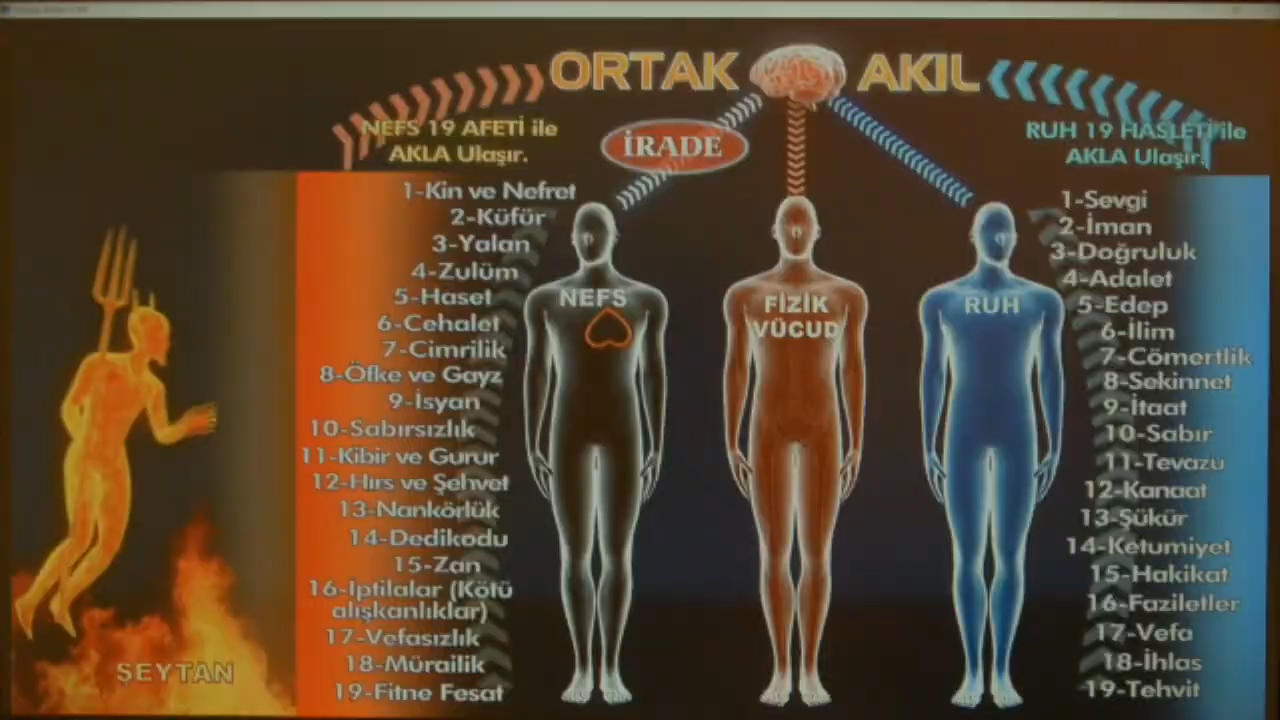 ORTAK AKIL
NEFS 19 AFETİ ile
AKLA Ulaşır.
İRADE
RUH 19 HASLETİ ile
AKLA Ulaşır.
1-Kin ve Nefret
2-Küfür
3-Yalan
4-Zulüm
5-Haset
6-Cehalet
7-Cimrilik
8-Öfke ve Gayz
9-İsyan
10-Sabırsızlık
11-Kibir ve Gurur
12-Hırs ve Şehvet
13-Nankörlük
14-Dedikodu
15-Zan
16-İptilalar (Kötü
alışkanlıklar)
17-Vefasızlık
18-Mürailik
19-Fitne Fesat
NEFS
FİZİK
VÜCUD
RUH
1-Sevgi
2-İman
3-Doğruluk
4-Adalet
5-Edep
6-İlim
7-Cömertlik
8-Sekinnet
9-İtaat
10-Sabır
11-Tevazu
12-Kanaat
13-Şükür
14-Ketumiyet
15-Hakikat
16-Faziletler
17-Vefa
18-İhlas
19-Tehvit
ŞEYTAN